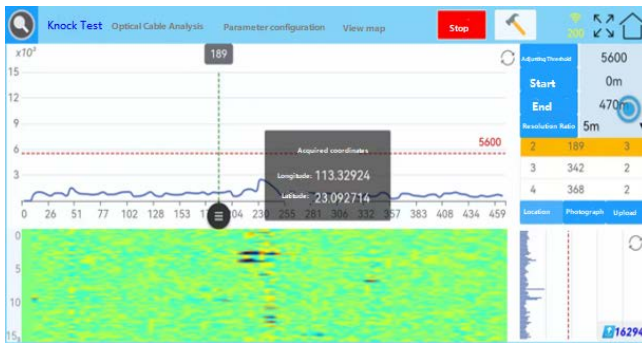 Knock Test Optical Cable Analysis Parameter configuration View map Stop 200
x10³ 189
15
12
9
6
3
5600
Acquired coordinates
Longitude: 113.32924
Latitude: 23.092714
0 26 51 77 102 128 153 1 204 230 255 281 306 332 357 383 408 434 459
0
5
10
15
Adjusting Threshold 5600
Start 0m
End 470m
Resolution Ratio 5m
2 189 3
3 342 2
4 368 2
Location Photograph Upload
16294